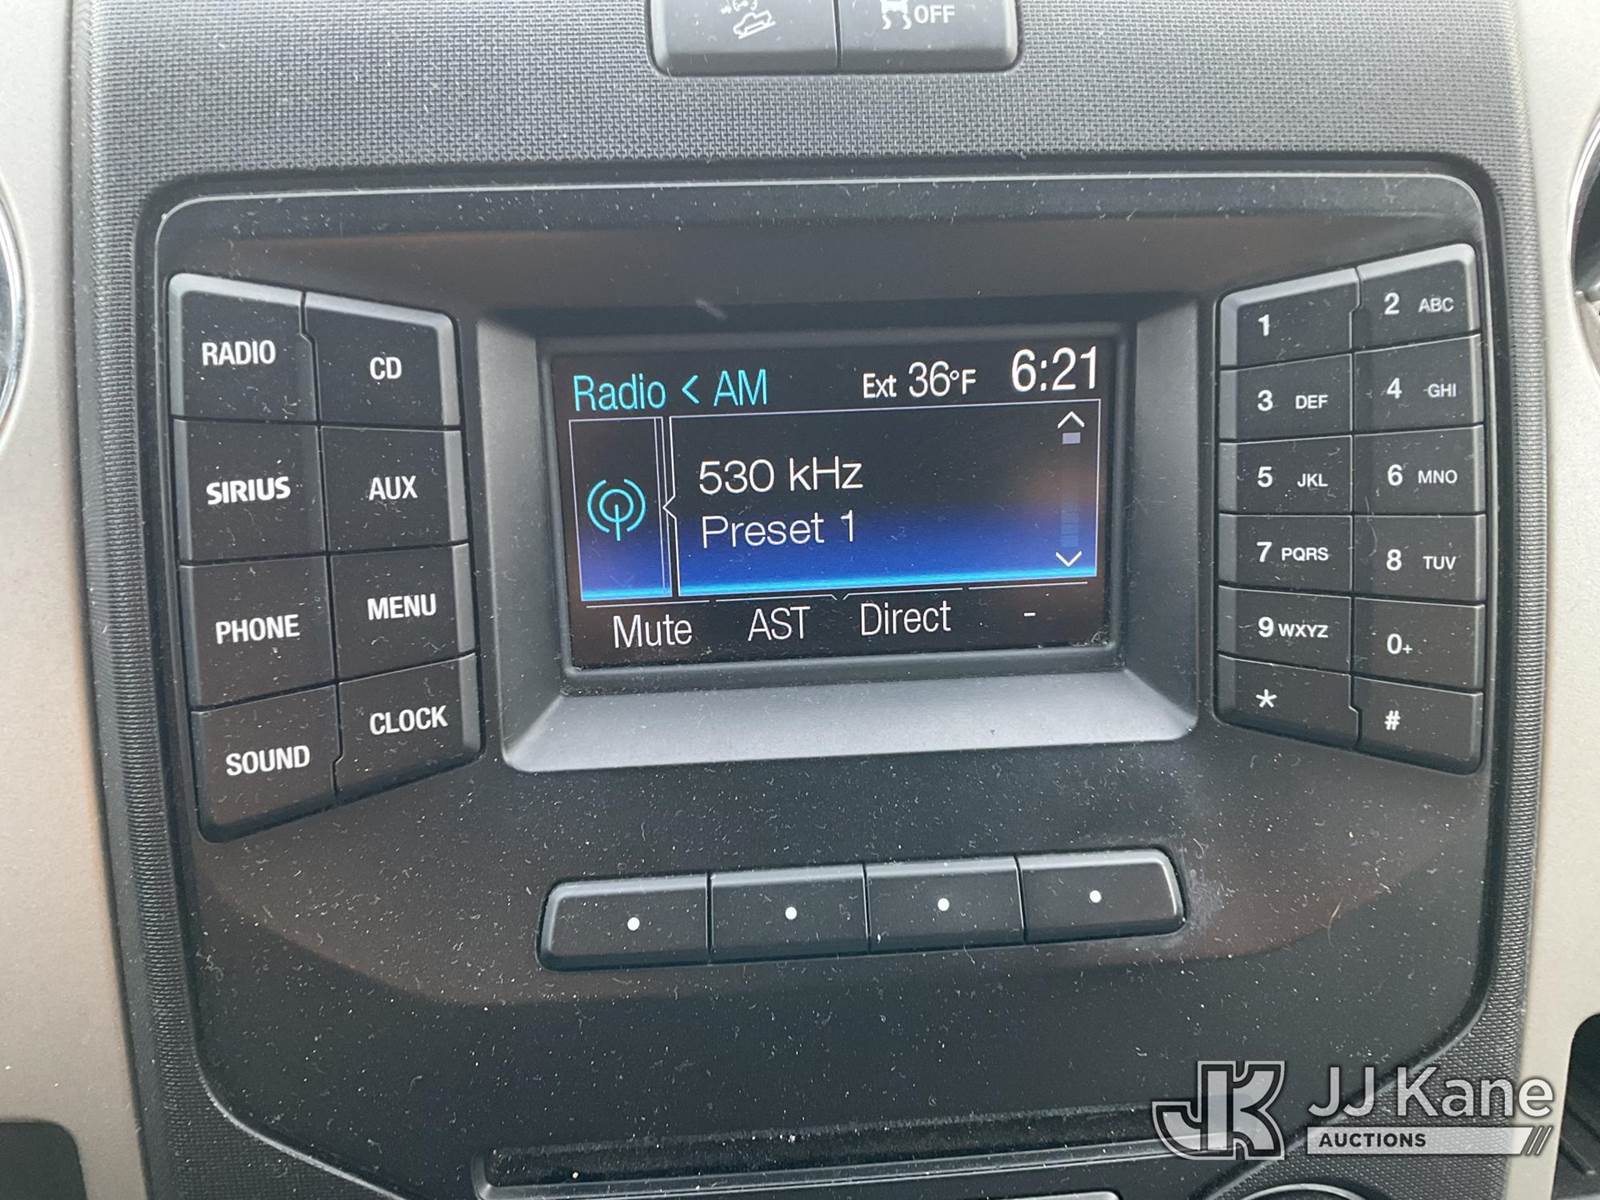 OFF
RADIO
CD
SIRIUS
AUX
PHONE
MENU
SOUND
CLOCK
Radio < AM
Ext 36°F
6:21
530 kHz
Preset 1
Mute
AST
Direct
-
1
2 ABC
3 DEF
4 GHI
5 JKL
6 MNO
7 PQRS
8 TUV
9 WXYZ
0+
*
#
JK JJ Kane
AUCTIONS